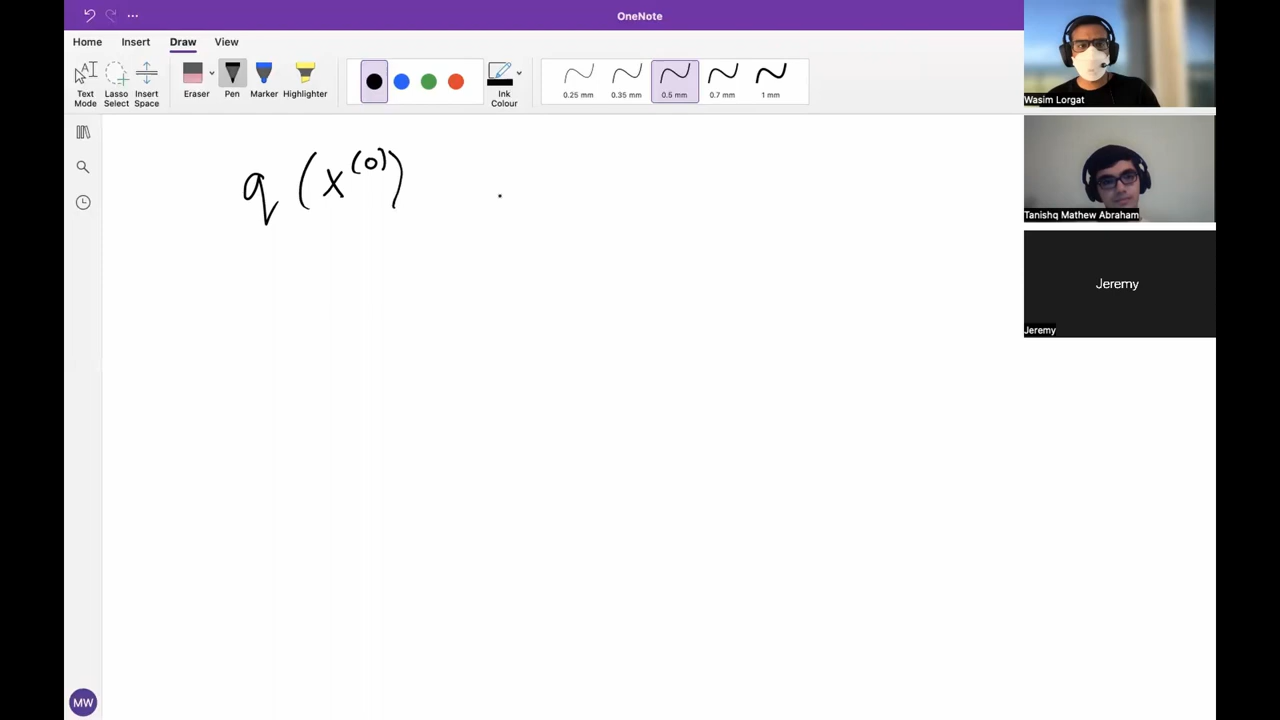 OneNote
Home Insert Draw View
Text Mode Lasso Select Insert Space Eraser Pen Marker Highlighter Ink Colour 0.25 mm 0.35 mm 0.5 mm 0.7 mm 1 mm
q (x^(0))
Wasim Lorgat
Tanishq Mathew Abraham
Jeremy
Jeremy
MW